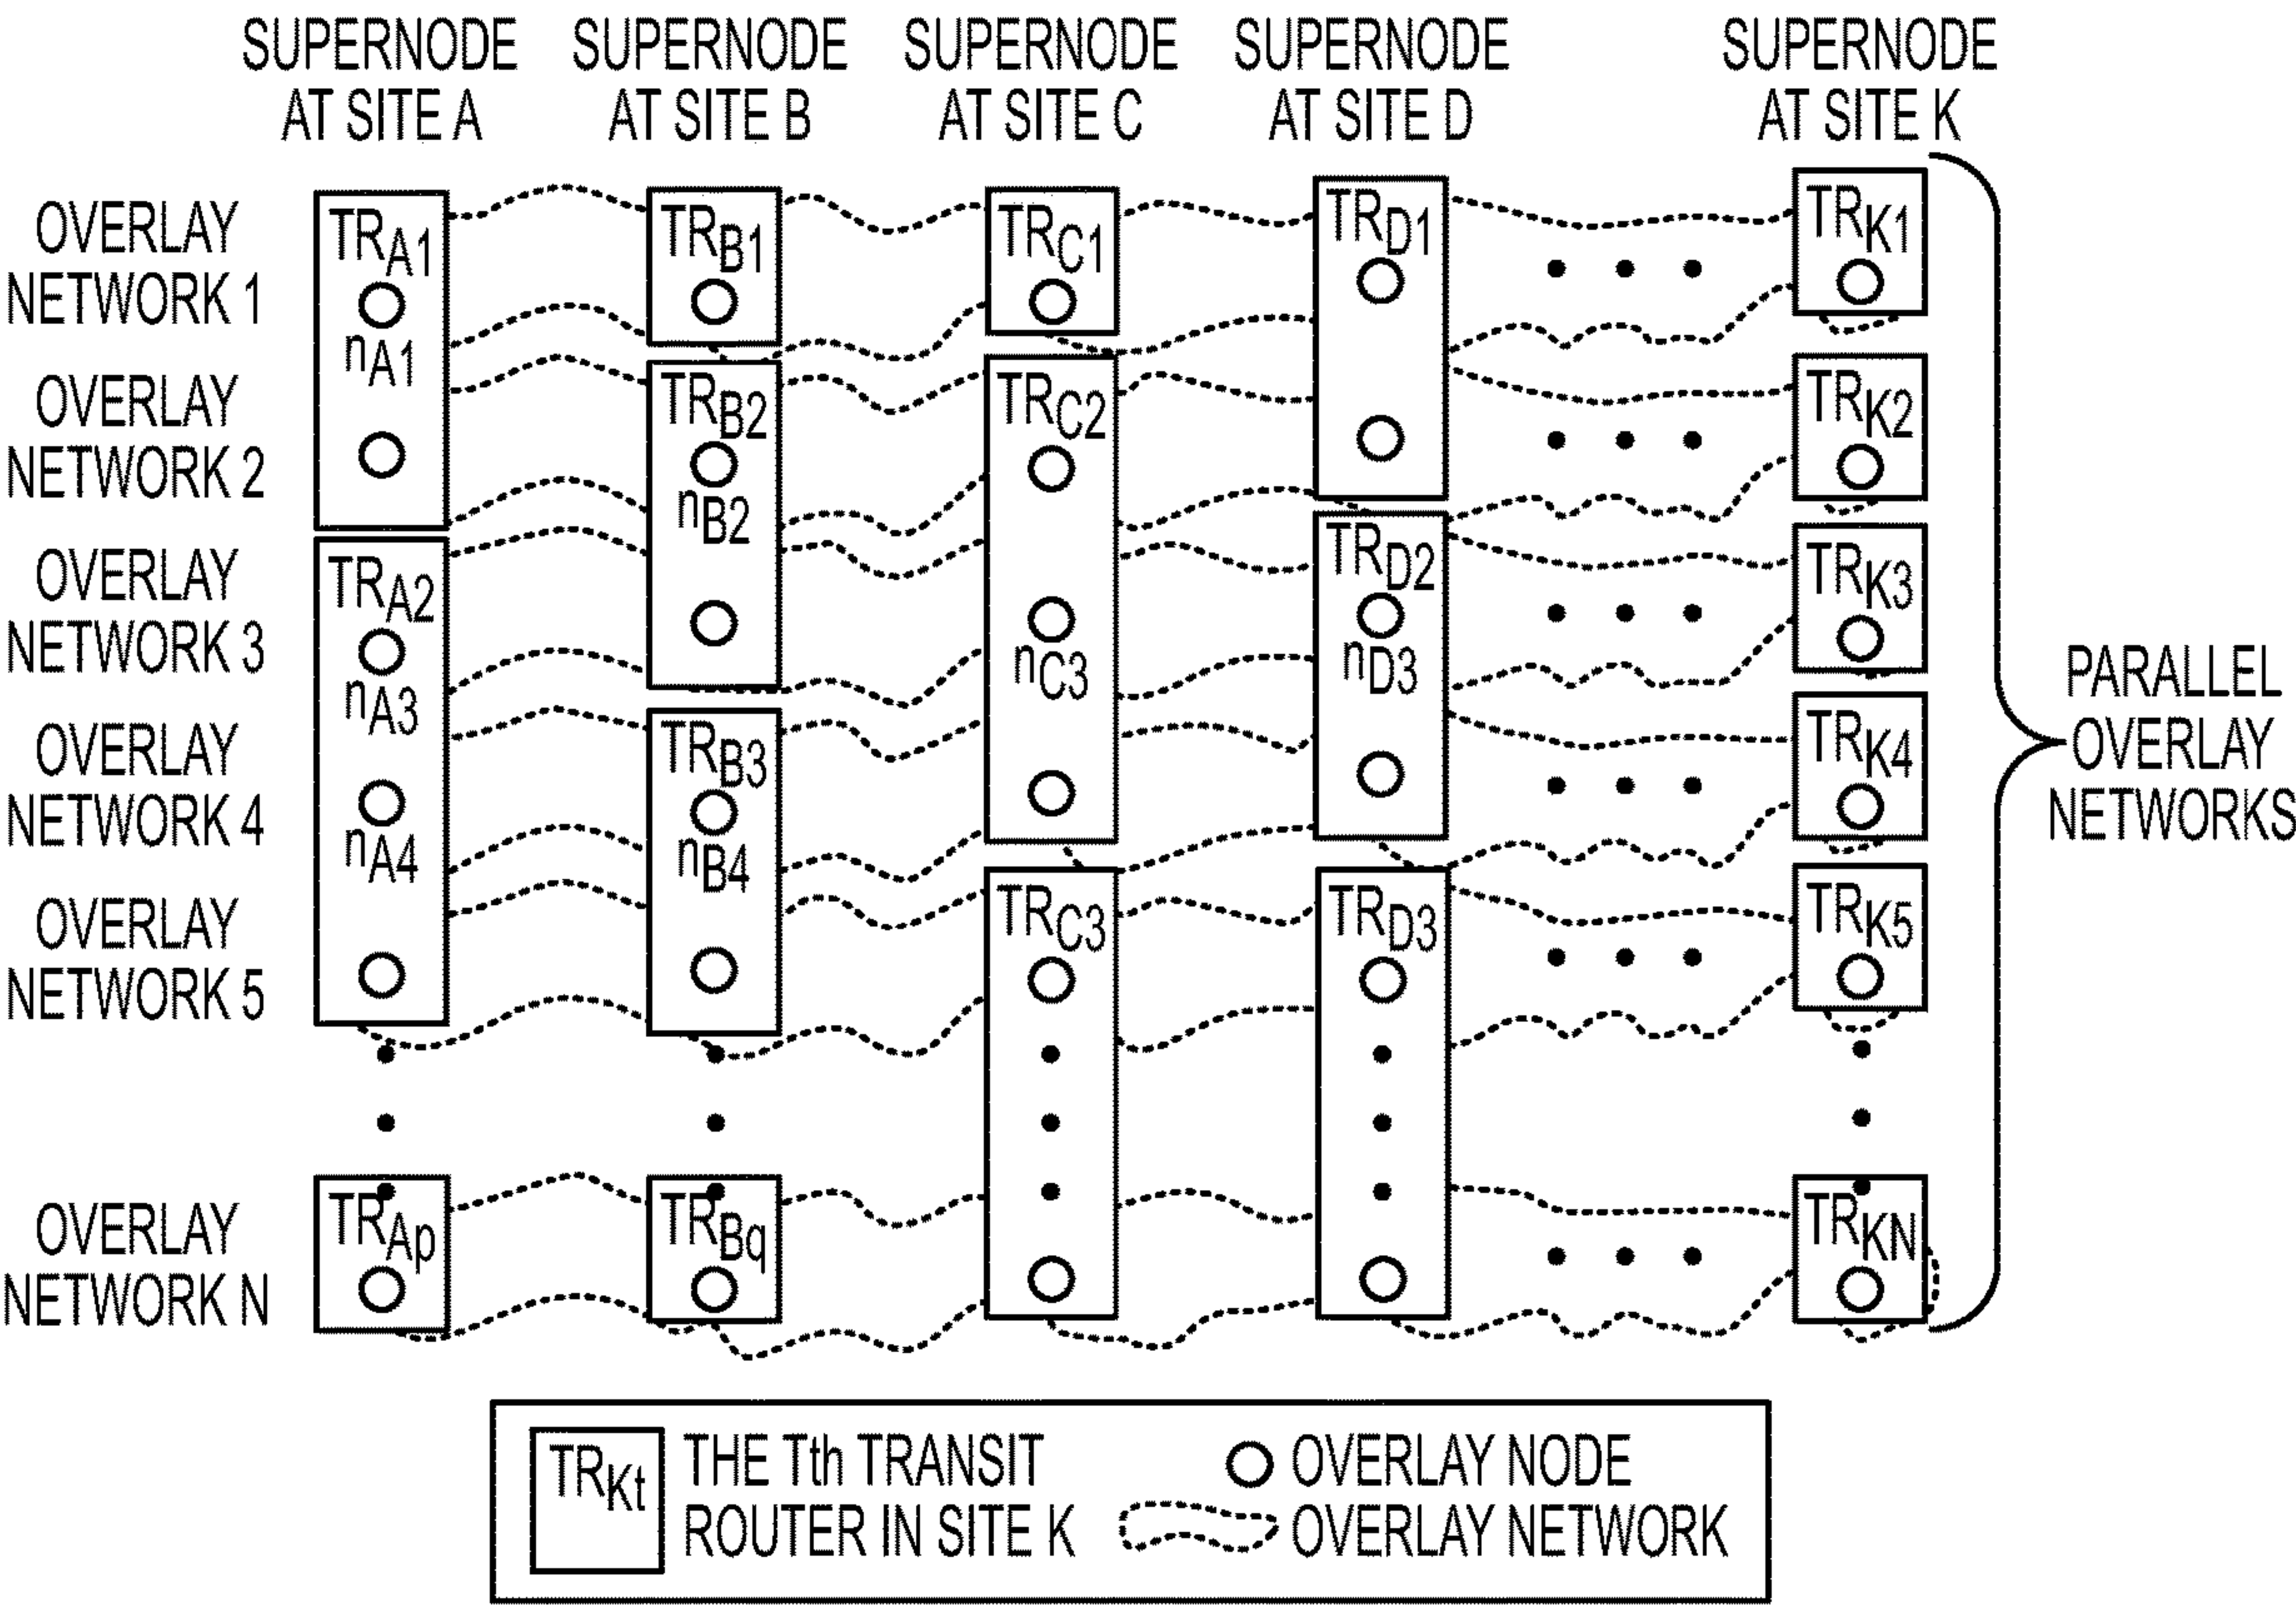 SUPERNODE
AT SITE A
SUPERNODE
AT SITE B
SUPERNODE
AT SITE C
SUPERNODE
AT SITE D
SUPERNODE
AT SITE K
OVERLAY
NETWORK 1
OVERLAY
NETWORK 2
OVERLAY
NETWORK 3
OVERLAY
NETWORK 4
OVERLAY
NETWORK 5
OVERLAY
NETWORK N
TRA1
nA1
TRA2
nA3
nA4
TRAp
TRB1
TRB2
nB2
TRB3
nB4
TRBq
TRC1
TRC2
nC3
TRC3
TRD1
TRD2
nD3
TRD3
TRK1
TRK2
TRK3
TRK4
TRK5
TRKN
PARALLEL
OVERLAY
NETWORKS
TRKt
THE Tth TRANSIT
ROUTER IN SITE K
OVERLAY NODE
OVERLAY NETWORK